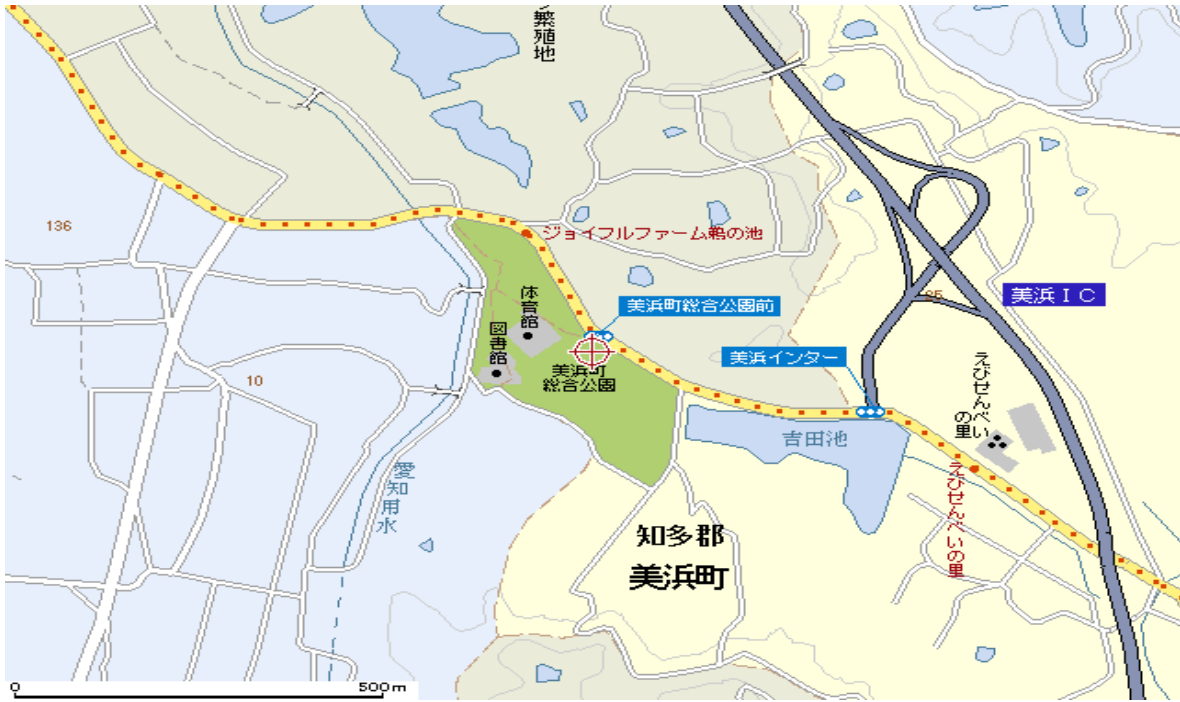 繁殖地
136
ジョイフルファーム鵜の池
美浜町総合公園前
65
美浜ＩＣ
体育館
図書館
美浜町
総合公園
美浜インター
えびせんべい
の里
10
吉田池
愛知用水
えびせんべいの里
知多郡
美浜町
0
500m